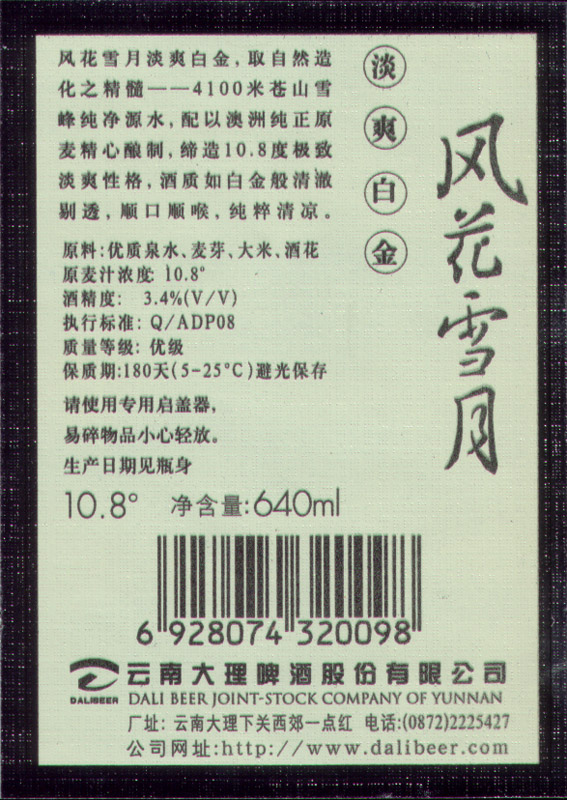 风花雪月淡爽白金,取自然造
化之精髓——4100米苍山雪
峰纯净源水,配以澳洲纯正原
麦精心酿制,缔造10.8度极致
淡爽性格,酒质如白金般清澈
剔透,顺口顺喉,纯粹清凉。
淡
爽
白
金
风花雪月
原料:优质泉水、麦芽、大米、酒花
原麦汁浓度: 10.8°
酒精度: 3.4%(V/V)
执行标准: Q/ADP08
质量等级: 优级
保质期:180天(5-25°C)避光保存
请使用专用启盖器,
易碎物品小心轻放。
生产日期见瓶身
10.8° 净含量:640ml
6 928074 320098
DALIBEER
云南大理啤酒股份有限公司
DALI BEER JOINT-STOCK COMPANY OF YUNNAN
厂址: 云南大理下关西郊一点红 电话:(0872)2225427
公司网址:http://www.dalibeer.com